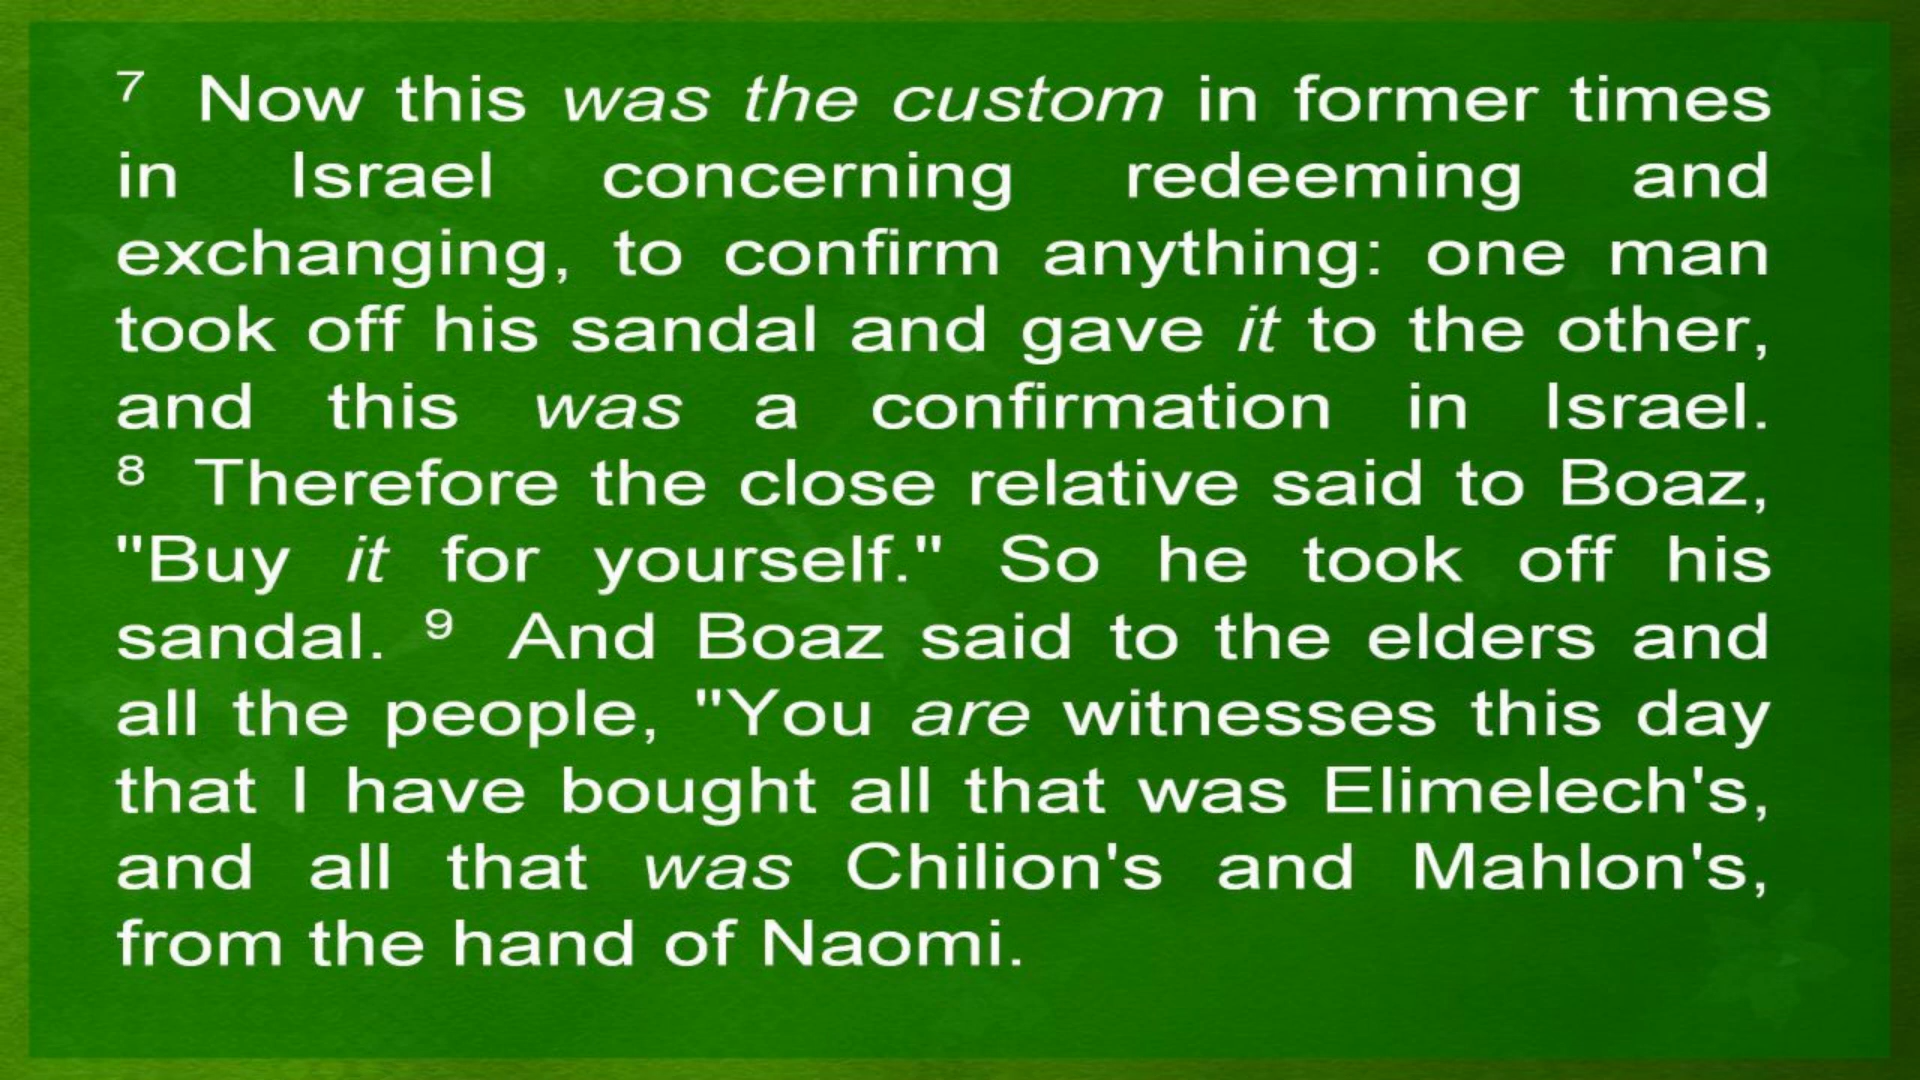 7 Now this was the custom in former times
in Israel concerning redeeming and
exchanging, to confirm anything: one man
took off his sandal and gave it to the other,
and this was a confirmation in Israel.
8 Therefore the close relative said to Boaz,
"Buy it for yourself." So he took off his
sandal. 9 And Boaz said to the elders and
all the people, "You are witnesses this day
that I have bought all that was Elimelech's,
and all that was Chilion's and Mahlon's,
from the hand of Naomi.